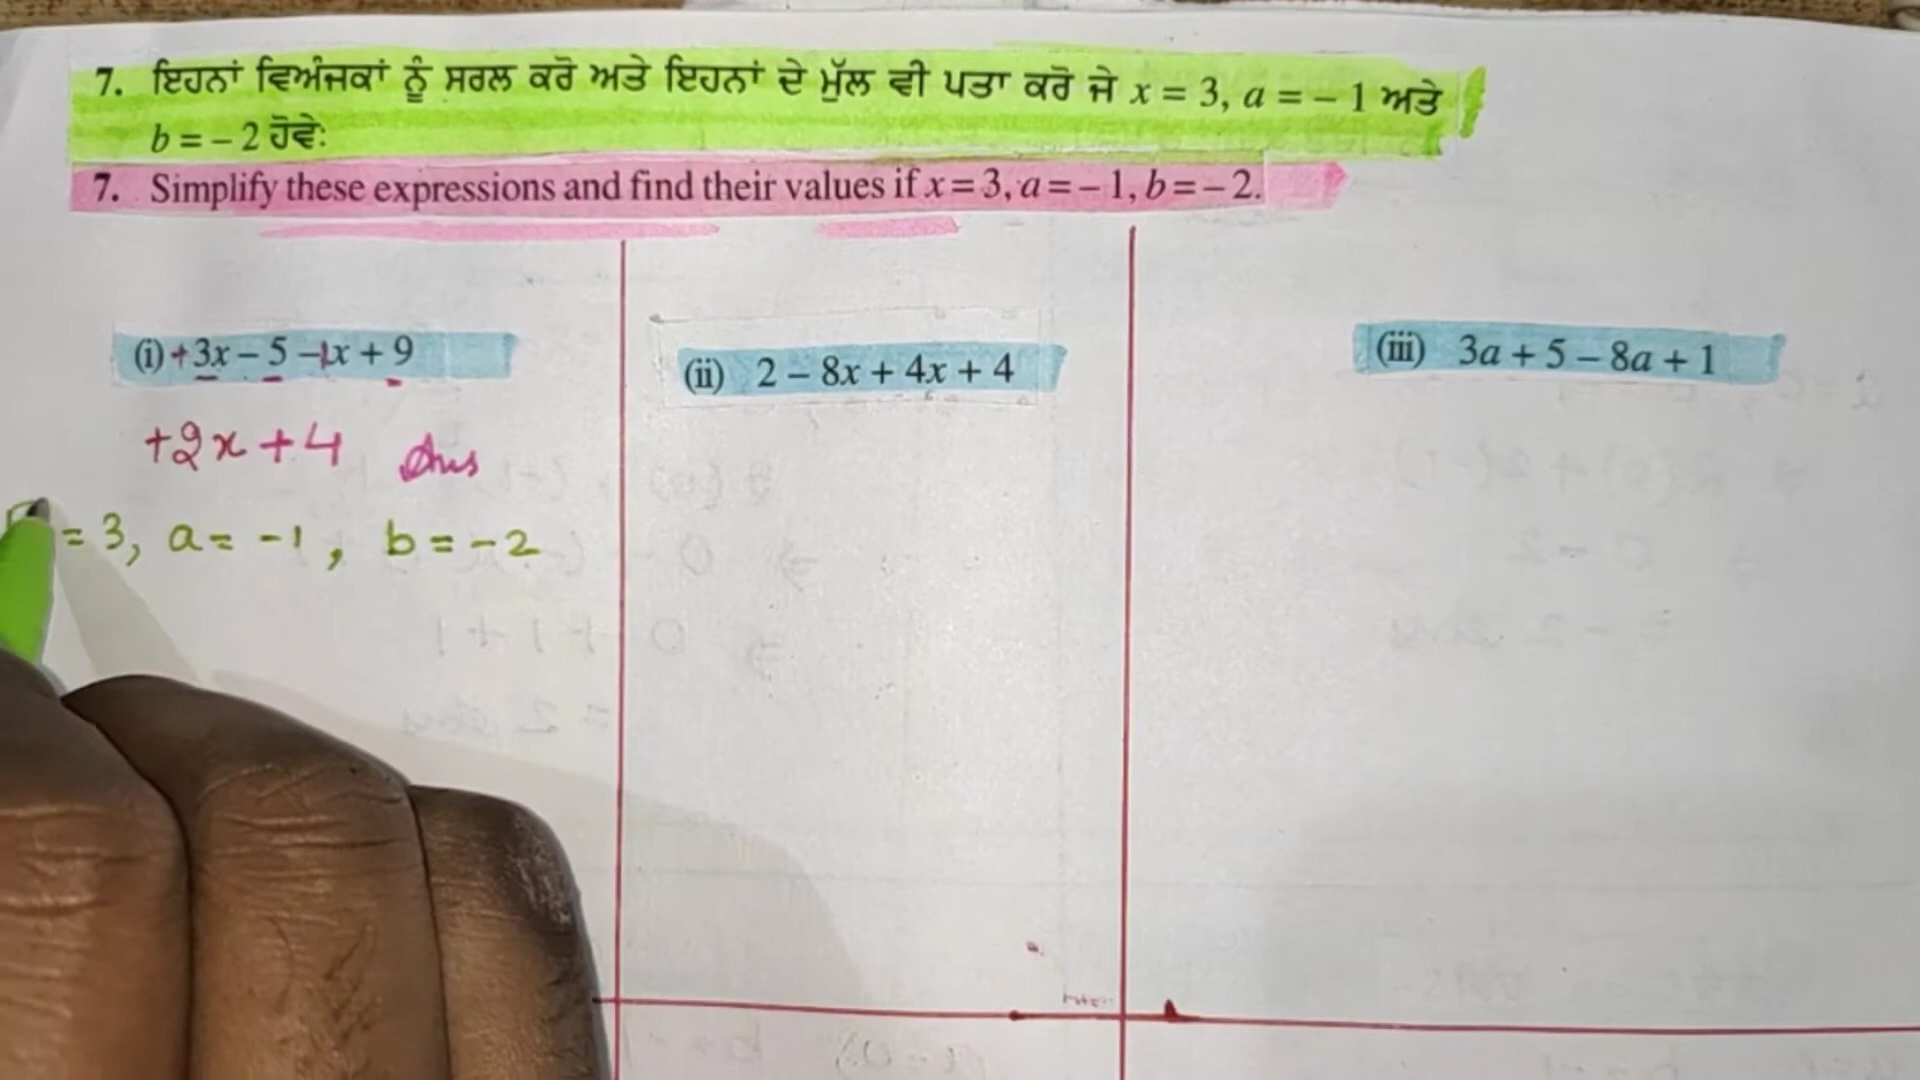 7. ਇਹਨਾਂ ਵਿਅੰਜਕਾਂ ਨੂੰ ਸਰਲ ਕਰੋ ਅਤੇ ਇਹਨਾਂ ਦੇ ਮੁੱਲ ਵੀ ਪਤਾ ਕਰੋ ਜੇ x = 3, a = – 1 ਅਤੇ
b = – 2 ਹੋਵੇ:
7. Simplify these expressions and find their values if x = 3, a = – 1, b = – 2.
(i) +3x – 5 – 1x + 9
+2x + 4 Ans
= 3, a = -1, b = -2
(ii) 2 – 8x + 4x + 4
(iii) 3a + 5 – 8a + 1